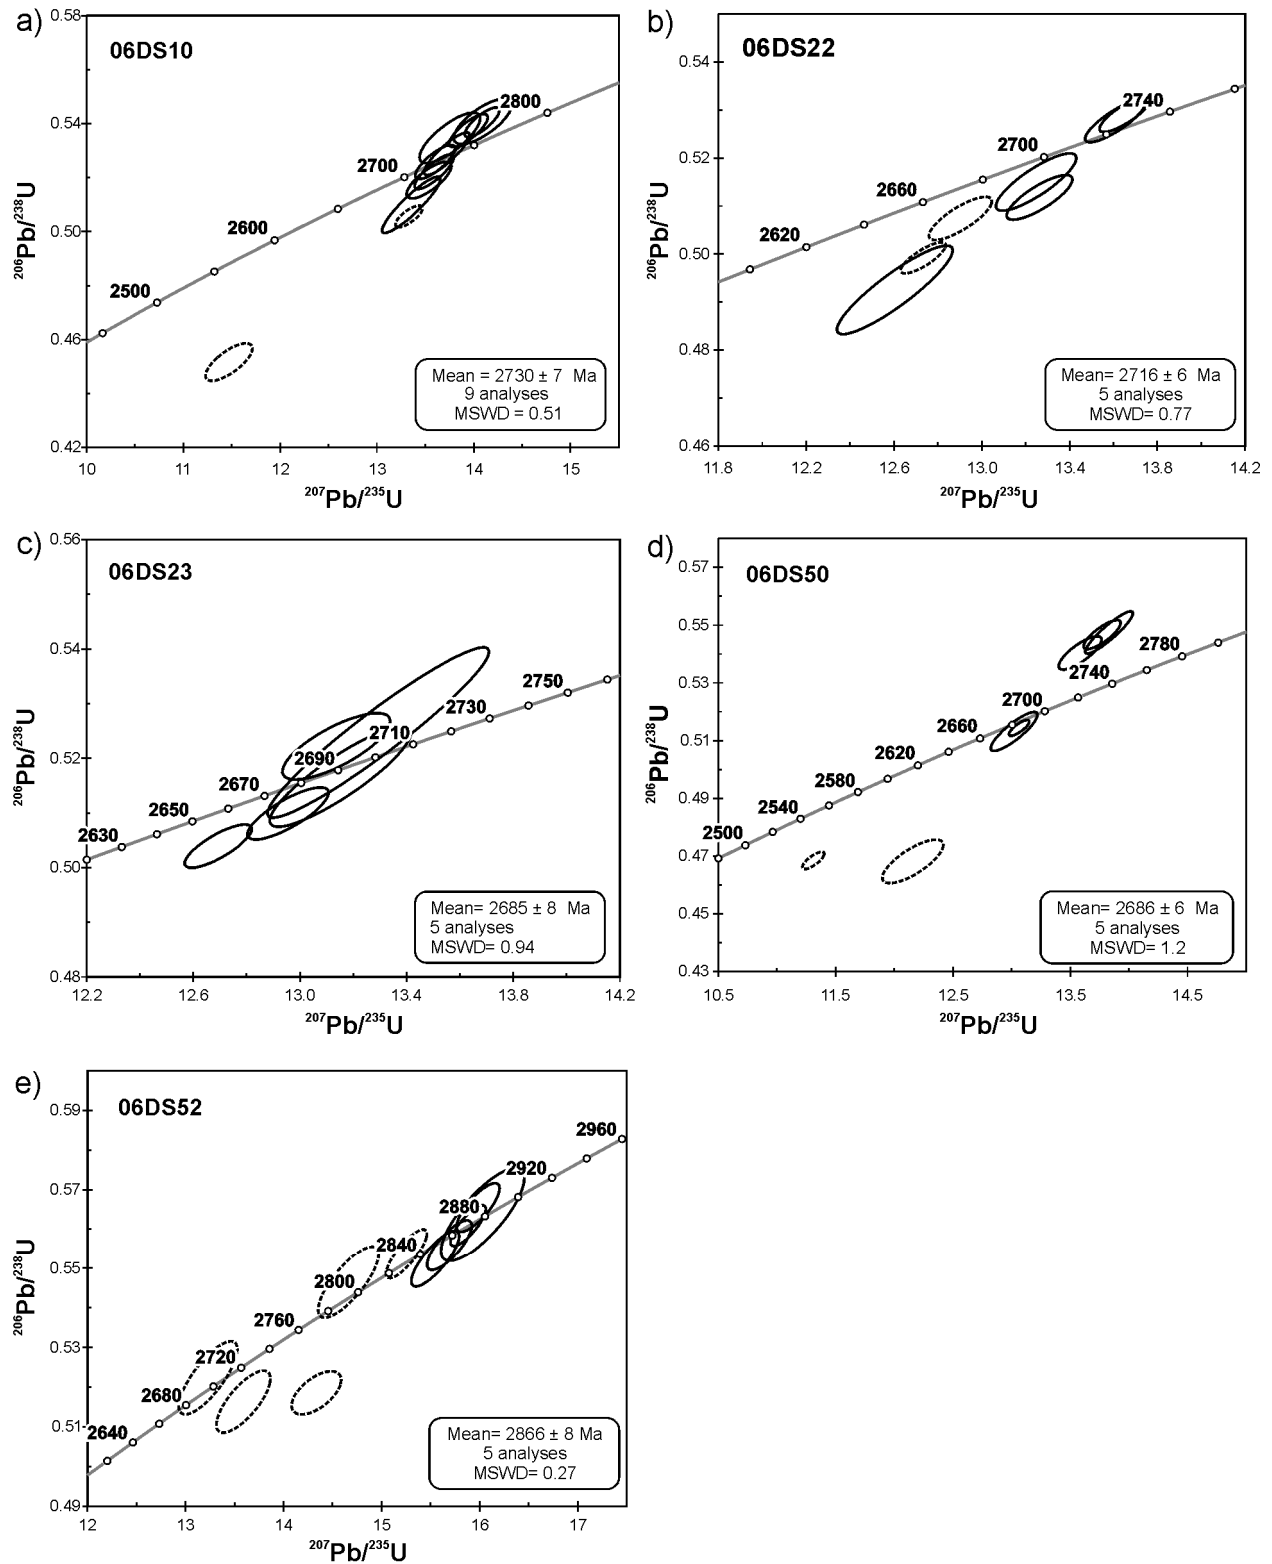 a)
06DS10
0.58
0.54
0.50
0.46
0.42
2800
2700
2600
2500
Mean = 2730 ± 7 Ma
9 analyses
MSWD = 0.51
10 11 12 13 14 15
206Pb/238U
207Pb/235U
b)
06DS22
0.54
0.52
0.50
0.48
0.46
2740
2700
2660
2620
Mean= 2716 ± 6 Ma
5 analyses
MSWD= 0.77
11.8 12.2 12.6 13.0 13.4 13.8 14.2
206Pb/238U
207Pb/235U
c)
06DS23
0.56
0.54
0.52
0.50
0.48
2750
2730
2710
2690
2670
2650
2630
Mean= 2685 ± 8 Ma
5 analyses
MSWD= 0.94
12.2 12.6 13.0 13.4 13.8 14.2
206Pb/238U
207Pb/235U
d)
06DS50
0.57
0.55
0.53
0.51
0.49
0.47
0.45
0.43
2780
2740
2700
2660
2620
2580
2540
2500
Mean= 2686 ± 6 Ma
5 analyses
MSWD= 1.2
10.5 11.5 12.5 13.5 14.5
206Pb/238U
207Pb/235U
e)
06DS52
0.59
0.57
0.55
0.53
0.51
0.49
2960
2920
2880
2840
2800
2760
2720
2680
2640
Mean= 2866 ± 8 Ma
5 analyses
MSWD= 0.27
12 13 14 15 16 17
206Pb/238U
207Pb/235U